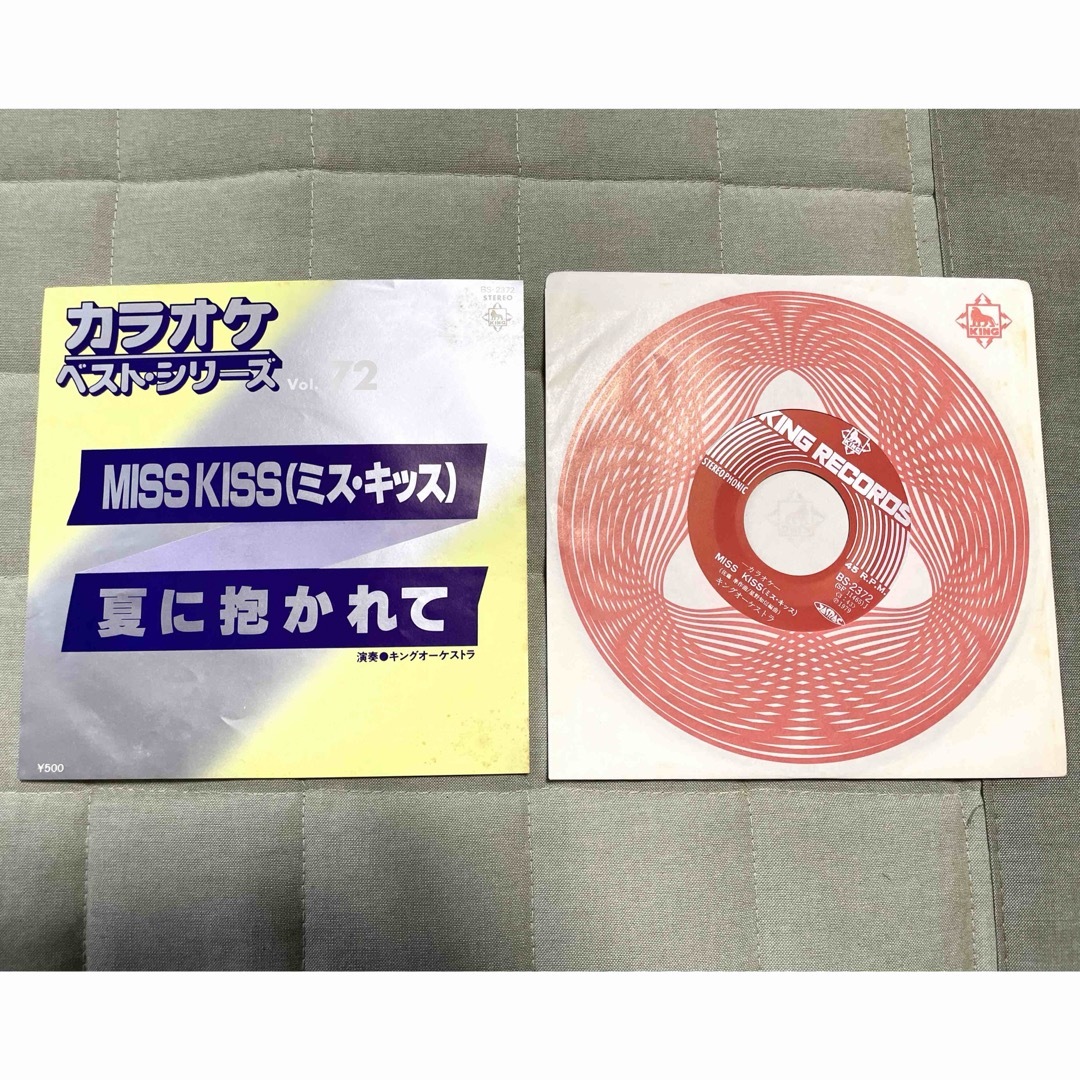 カラオケ
ベスト・シリーズ Vol. 72
BS-2372
STEREO
KING
MISS KISS(ミス・キッス)
夏に抱かれて
演奏●キングオーケストラ
¥500
KING
KING RECORDS
STEREOPHONIC
45 R.P.M.
BS-2372
—カラオケ—
MISS KISS(ミス・キッス)
キングオーケストラ